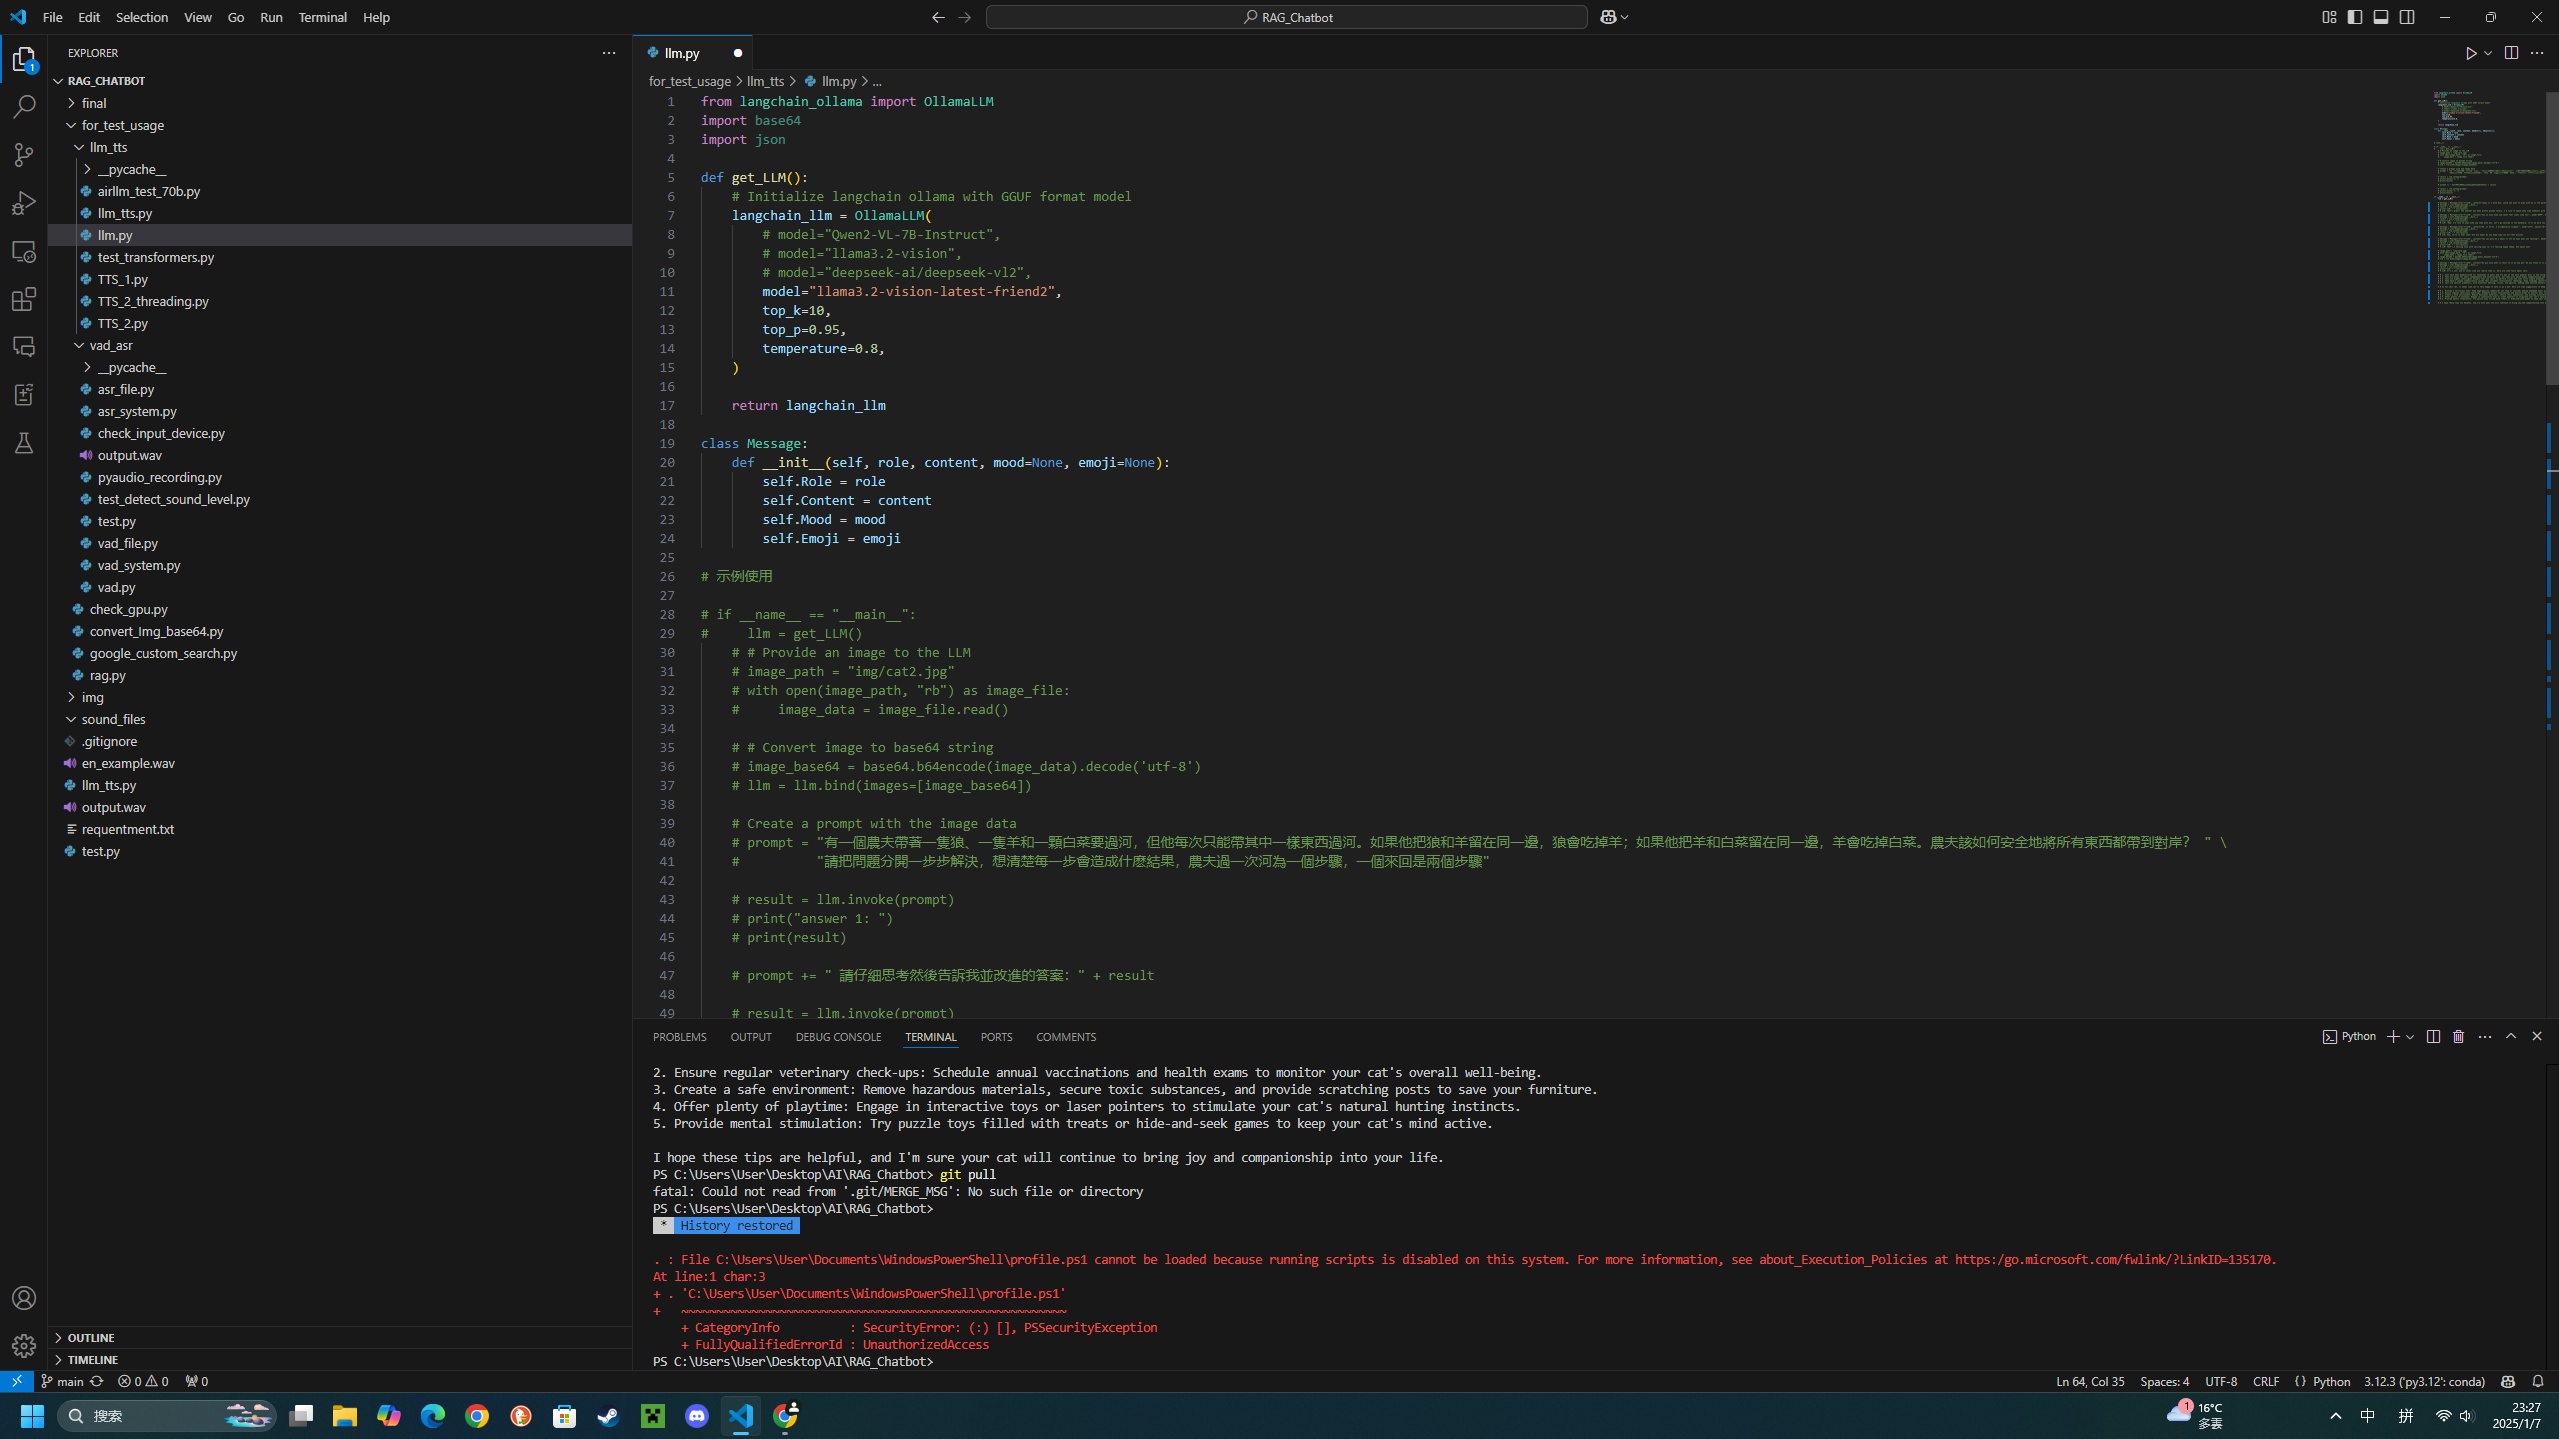 File Edit Selection View Go Run Terminal Help
RAG_Chatbot
EXPLORER
RAG_CHATBOT
final
for_test_usage
llm_tts
__pycache__
airllm_test_70b.py
llm_tts.py
llm.py
test_transformers.py
TTS_1.py
TTS_2_threading.py
TTS_2.py
vad_asr
__pycache__
asr_file.py
asr_system.py
check_input_device.py
output.wav
pyaudio_recording.py
test_detect_sound_level.py
test.py
vad_file.py
vad_system.py
vad.py
check_gpu.py
convert_Img_base64.py
google_custom_search.py
rag.py
img
sound_files
.gitignore
en_example.wav
llm_tts.py
output.wav
requentment.txt
test.py
OUTLINE
TIMELINE
llm.py
for_test_usage > llm_tts > llm.py > ...
1 from langchain_ollama import OllamaLLM
2 import base64
3 import json
4
5 def get_LLM():
6 # Initialize langchain ollama with GGUF format model
7 langchain_llm = OllamaLLM(
8 # model="Qwen2-VL-7B-Instruct",
9 # model="llama3.2-vision",
10 # model="deepseek-ai/deepseek-vl2",
11 model="llama3.2-vision-latest-friend2",
12 top_k=10,
13 top_p=0.95,
14 temperature=0.8,
15 )
16
17 return langchain_llm
18
19 class Message:
20 def __init__(self, role, content, mood=None, emoji=None):
21 self.Role = role
22 self.Content = content
23 self.Mood = mood
24 self.Emoji = emoji
25
26 # 示例使用
27
28 # if __name__ == "__main__":
29 # llm = get_LLM()
30 # # Provide an image to the LLM
31 # image_path = "img/cat2.jpg"
32 # with open(image_path, "rb") as image_file:
33 # image_data = image_file.read()
34
35 # # Convert image to base64 string
36 # image_base64 = base64.b64encode(image_data).decode('utf-8')
37 # llm = llm.bind(images=[image_base64])
38
39 # Create a prompt with the image data
40 # prompt = "有一個農夫帶著一隻狼、一隻羊和一顆白菜要過河，但他每次只能帶其中一樣東西過河。如果他把狼和羊留在同一邊，狼會吃掉羊；如果他把羊和白菜留在同一邊，羊會吃掉白菜。農夫該如何安全地將所有東西都帶到對岸？ " \
41 # "請把問題分開一步步解決，想清楚每一步會造成什麼結果，農夫過一次河為一個步驟，一個來回是兩個步驟"
42
43 # result = llm.invoke(prompt)
44 # print("answer 1: ")
45 # print(result)
46
47 # prompt += " 請仔細思考然後告訴我並改進的答案：" + result
48
49 # result = llm.invoke(prompt)
PROBLEMS OUTPUT DEBUG CONSOLE TERMINAL PORTS COMMENTS
Python
2. Ensure regular veterinary check-ups: Schedule annual vaccinations and health exams to monitor your cat's overall well-being.
3. Create a safe environment: Remove hazardous materials, secure toxic substances, and provide scratching posts to save your furniture.
4. Offer plenty of playtime: Engage in interactive toys or laser pointers to stimulate your cat's natural hunting instincts.
5. Provide mental stimulation: Try puzzle toys filled with treats or hide-and-seek games to keep your cat's mind active.
I hope these tips are helpful, and I'm sure your cat will continue to bring joy and companionship into your life.
PS C:\Users\User\Desktop\AI\RAG_Chatbot> git pull
fatal: Could not read from '.git/MERGE_MSG': No such file or directory
PS C:\Users\User\Desktop\AI\RAG_Chatbot>
* History restored
. : File C:\Users\User\Documents\WindowsPowerShell\profile.ps1 cannot be loaded because running scripts is disabled on this system. For more information, see about_Execution_Policies at https:/go.microsoft.com/fwlink/?LinkID=135170.
At line:1 char:3
+ . 'C:\Users\User\Documents\WindowsPowerShell\profile.ps1'
+ ~~~~~~~~~~~~~~~~~~~~~~~~~~~~~~~~~~~~~~~~~~~~~~~~~~~~~~~
+ CategoryInfo : SecurityError: (:) [], PSSecurityException
+ FullyQualifiedErrorId : UnauthorizedAccess
PS C:\Users\User\Desktop\AI\RAG_Chatbot>
main 0 0 0 Ln 64, Col 35 Spaces: 4 UTF-8 CRLF {} Python 3.12.3 ('py3.12': conda)
搜索
1
16°C
多雲
中 拼
23:27
2025/1/7